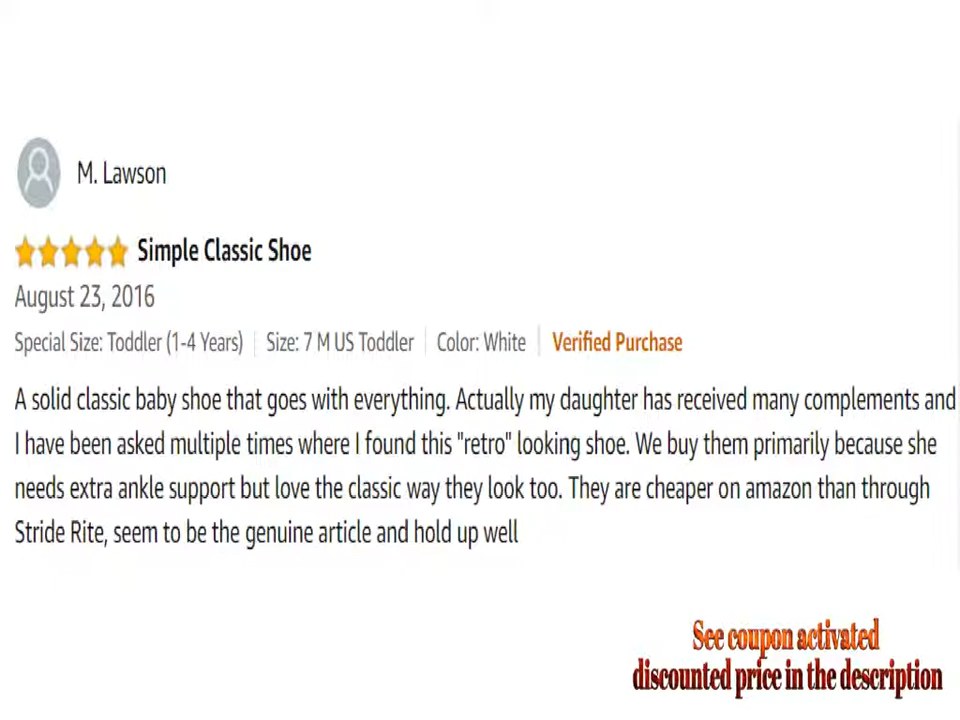 M. Lawson
Simple Classic Shoe
August 23, 2016
Special Size: Toddler (1-4 Years) | Size: 7 M US Toddler | Color: White | Verified Purchase
A solid classic baby shoe that goes with everything. Actually my daughter has received many complements and
I have been asked multiple times where I found this "retro" looking shoe. We buy them primarily because she
needs extra ankle support but love the classic way they look too. They are cheaper on amazon than through
Stride Rite, seem to be the genuine article and hold up well
See coupon activated
discounted price in the description